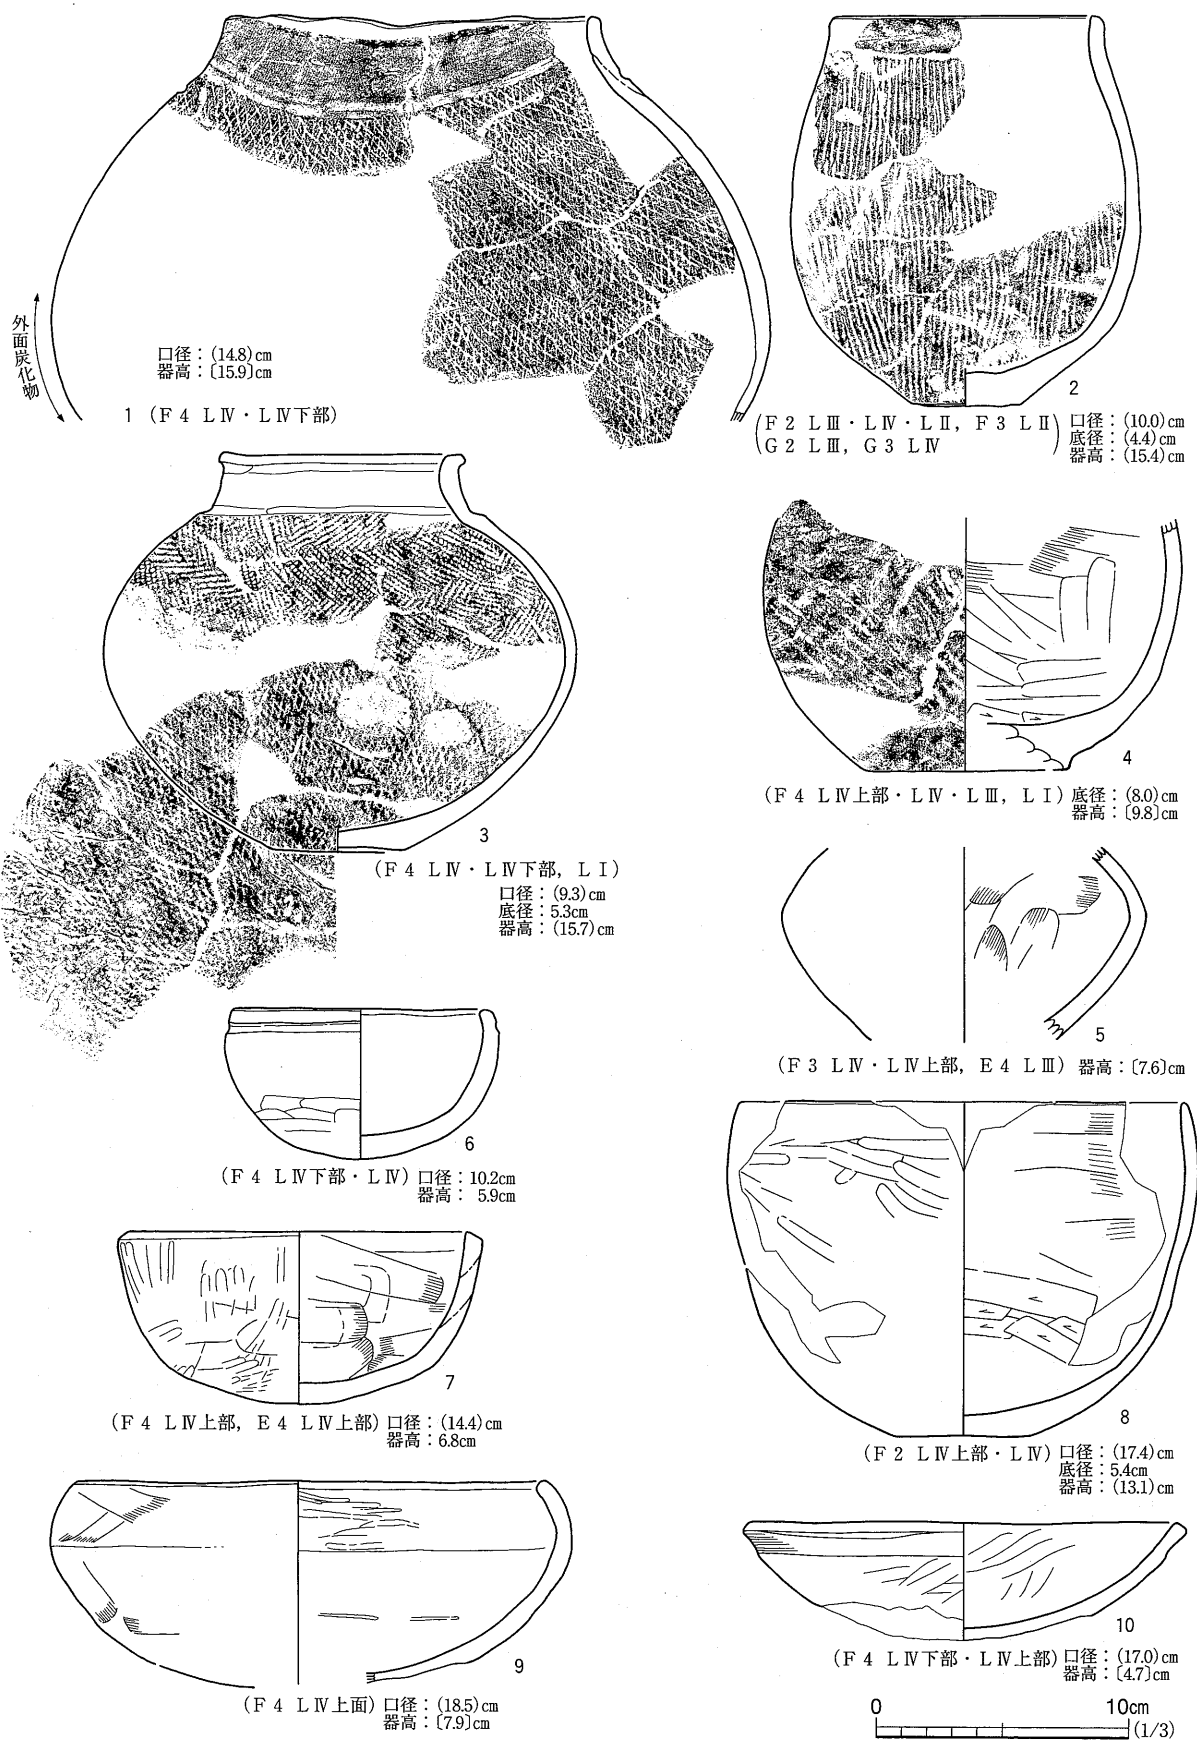 外面炭化物
口径：(14.8)cm
器高：〔15.9〕cm
1 （Ｆ４ ＬⅣ・ＬⅣ下部）
2
（Ｆ２ ＬⅢ・ＬⅣ・ＬⅡ，Ｆ３ ＬⅡ
Ｇ２ ＬⅢ，Ｇ３ ＬⅣ）
口径：(10.0)cm
底径：(4.4)cm
器高：(15.4)cm
3
（Ｆ４ ＬⅣ・ＬⅣ下部，ＬⅠ）
口径：(9.3)cm
底径：5.3cm
器高：(15.7)cm
4
（Ｆ４ ＬⅣ上部・ＬⅣ・ＬⅢ，ＬⅠ）底径：(8.0)cm
器高：〔9.8〕cm
5
（Ｆ３ ＬⅣ・ＬⅣ上部，Ｅ４ ＬⅢ）器高：〔7.6〕cm
6
（Ｆ４ ＬⅣ下部・ＬⅣ）口径：10.2cm
器高： 5.9cm
7
（Ｆ４ ＬⅣ上部，Ｅ４ ＬⅣ上部）口径：(14.4)cm
器高：6.8cm
8
（Ｆ２ ＬⅣ上部・ＬⅣ）口径：(17.4)cm
底径：5.4cm
器高：(13.1)cm
9
（Ｆ４ ＬⅣ上面）口径：(18.5)cm
器高：〔7.9〕cm
10
（Ｆ４ ＬⅣ下部・ＬⅣ上部）口径：(17.0)cm
器高：〔4.7〕cm
0 10cm
(1/3)